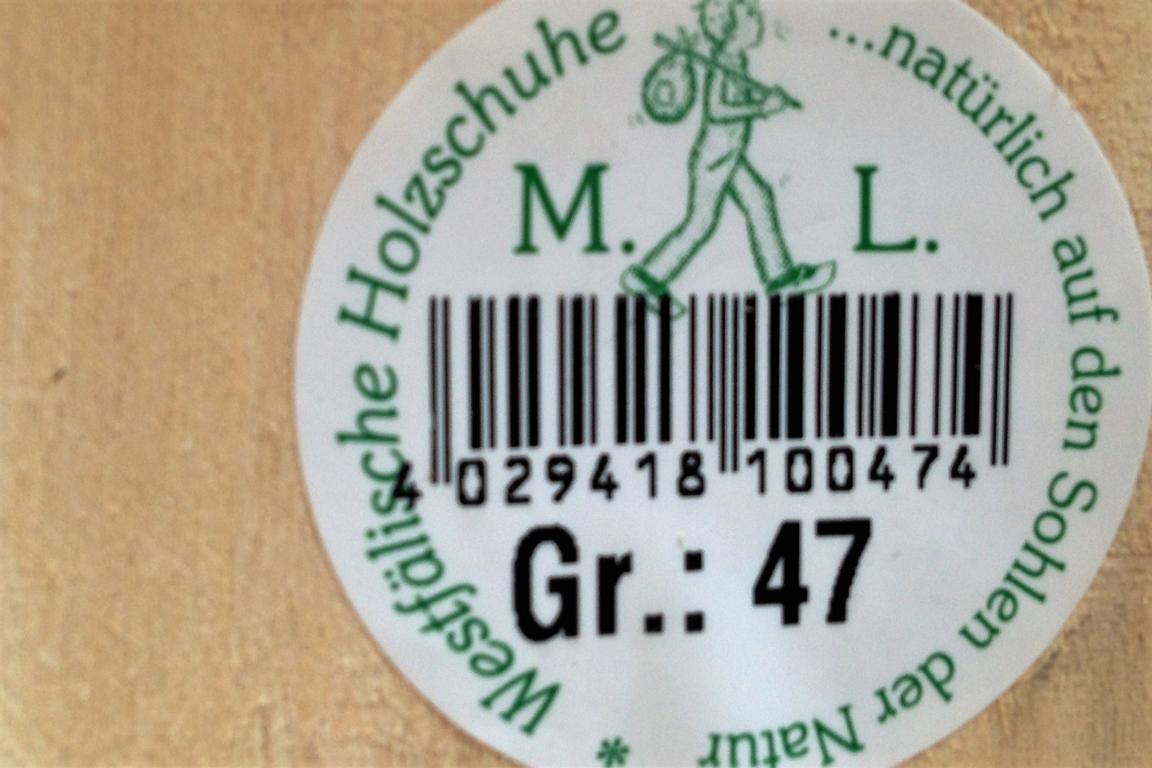 Westfälische Holzschuhe
...natürlich auf den Sohlen der Natur
*
M. L.
4 029418 100474
Gr.: 47